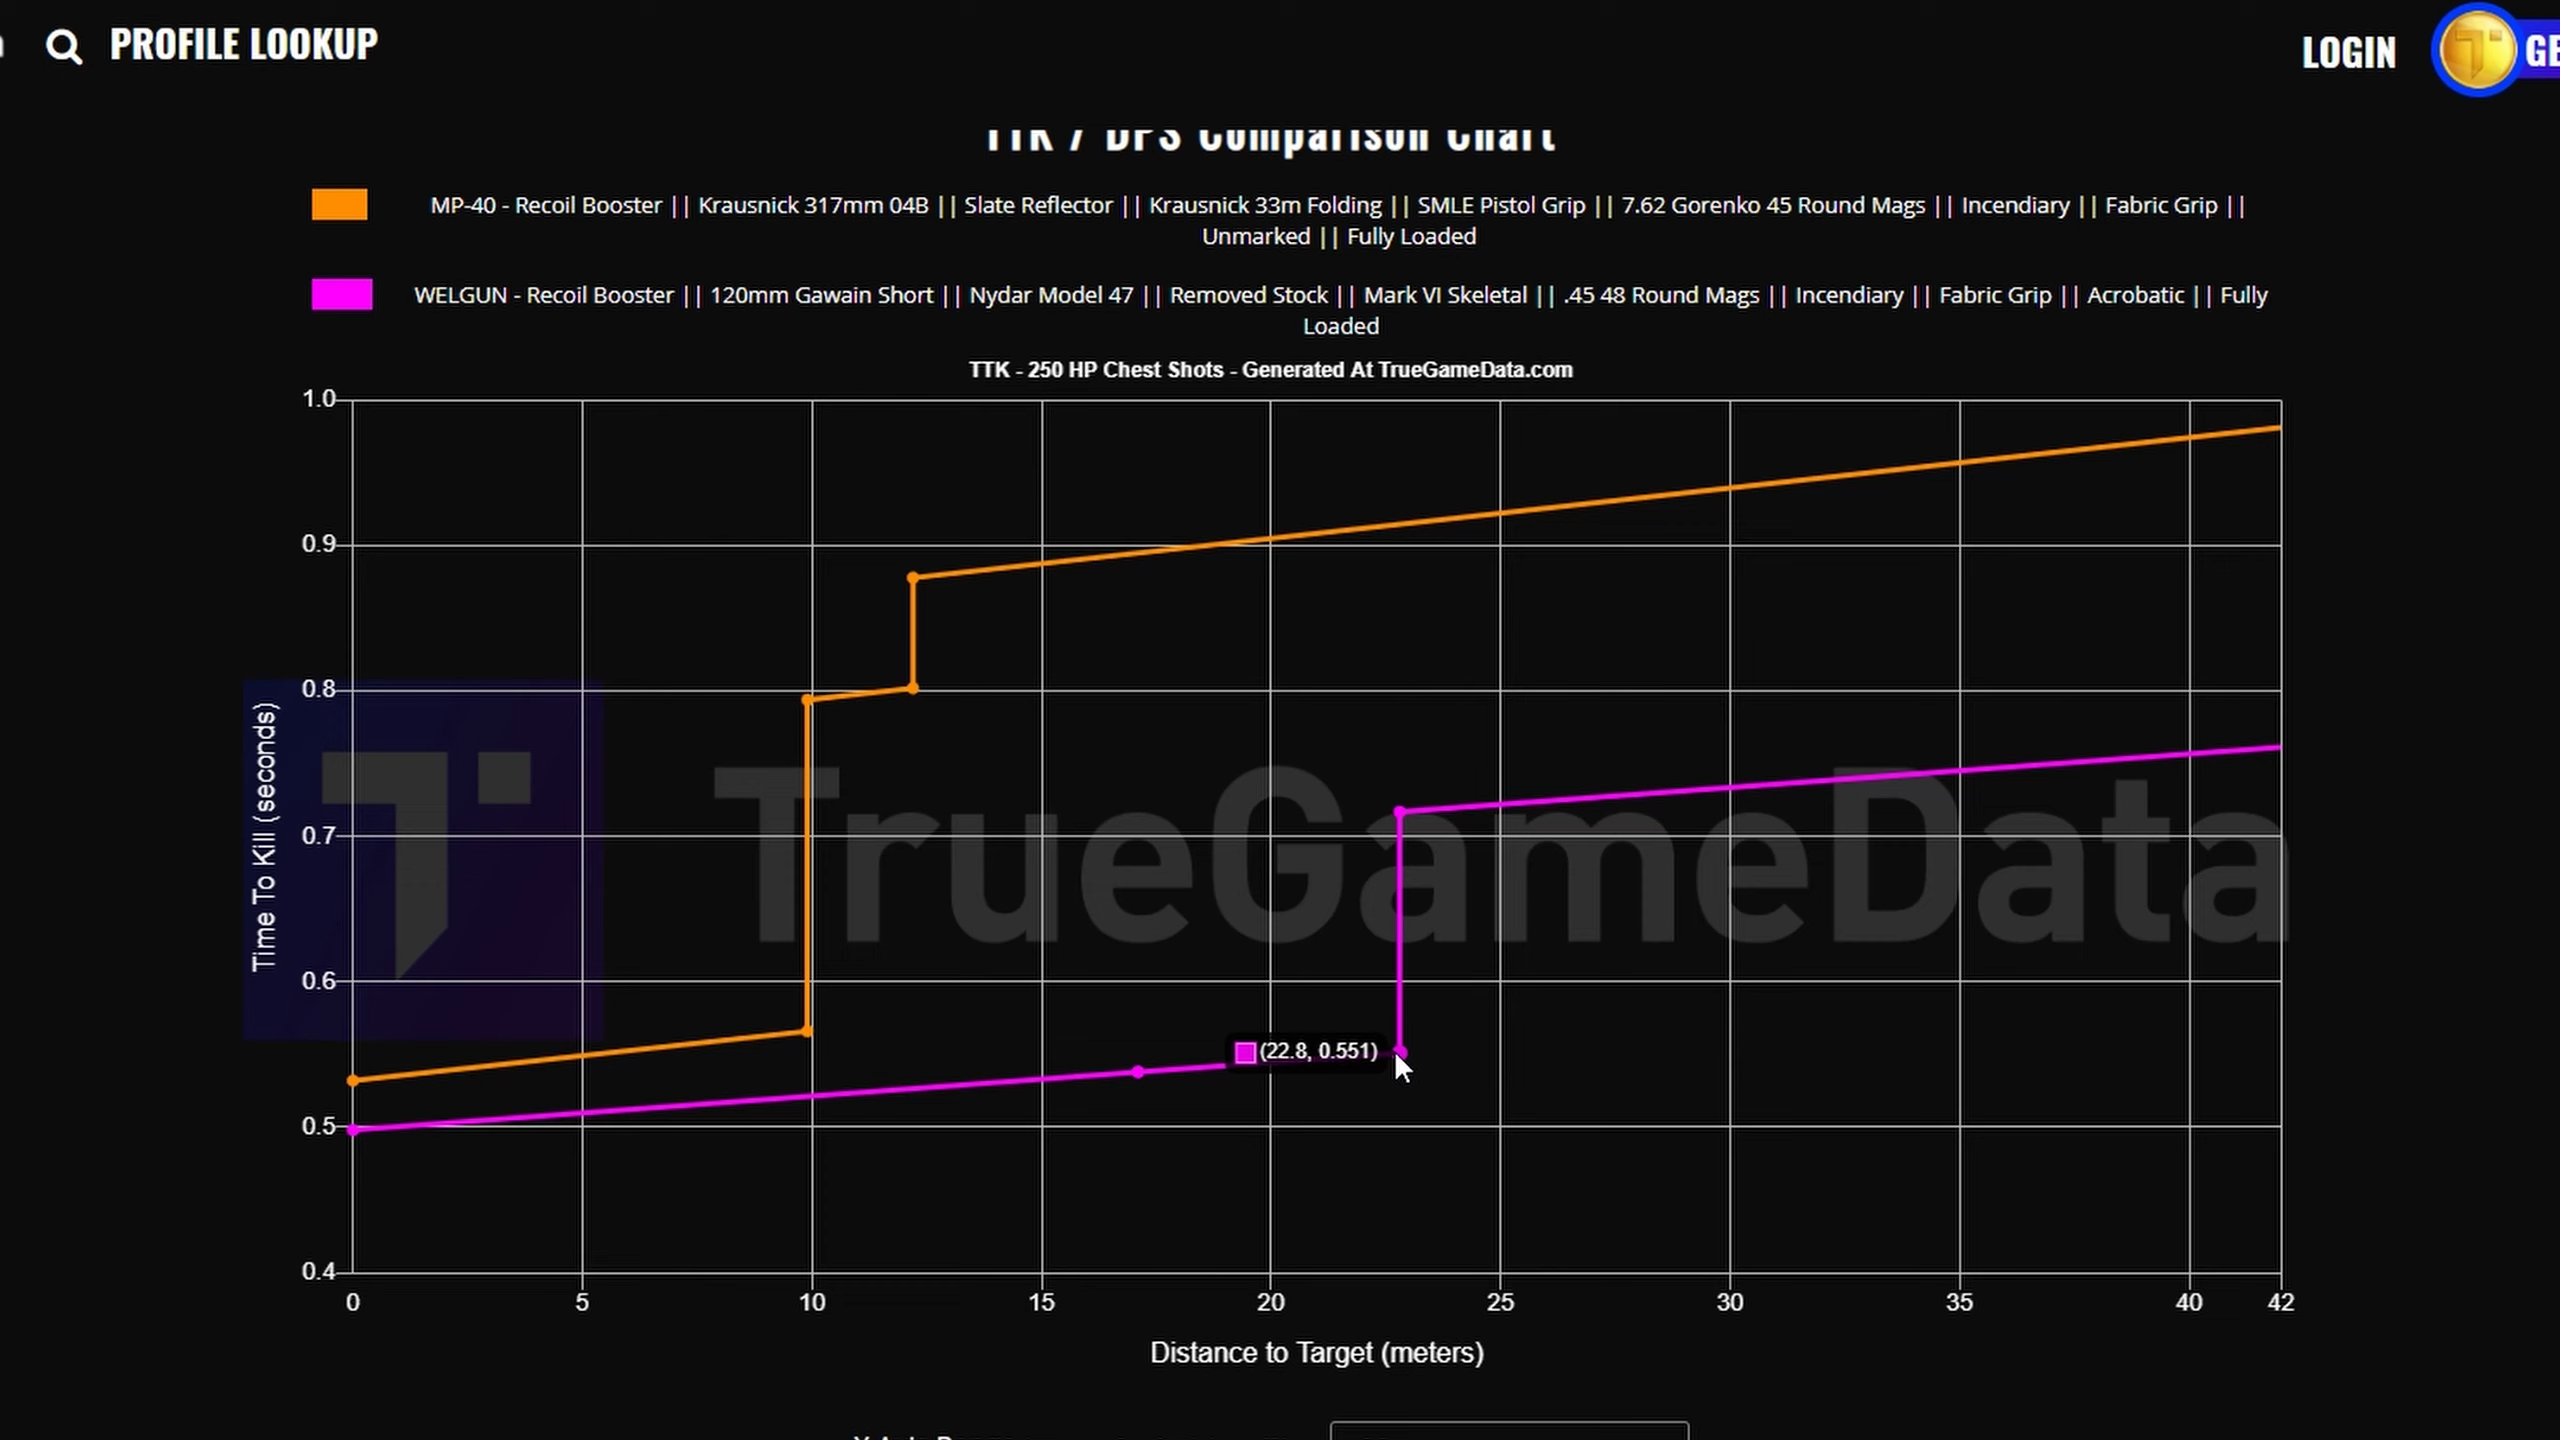 PROFILE LOOKUP
LOGIN
GE
TTK / DPS Comparison Chart
MP-40 - Recoil Booster || Krausnick 317mm 04B || Slate Reflector || Krausnick 33m Folding || SMLE Pistol Grip || 7.62 Gorenko 45 Round Mags || Incendiary || Fabric Grip ||
Unmarked || Fully Loaded
WELGUN - Recoil Booster || 120mm Gawain Short || Nydar Model 47 || Removed Stock || Mark VI Skeletal || .45 48 Round Mags || Incendiary || Fabric Grip || Acrobatic || Fully
Loaded
TTK - 250 HP Chest Shots - Generated At TrueGameData.com
1.0
0.9
0.8
0.7
0.6
0.5
0.4
Time To Kill (seconds)
TrueGameData
(22.8, 0.551)
0 5 10 15 20 25 30 35 40 42
Distance to Target (meters)